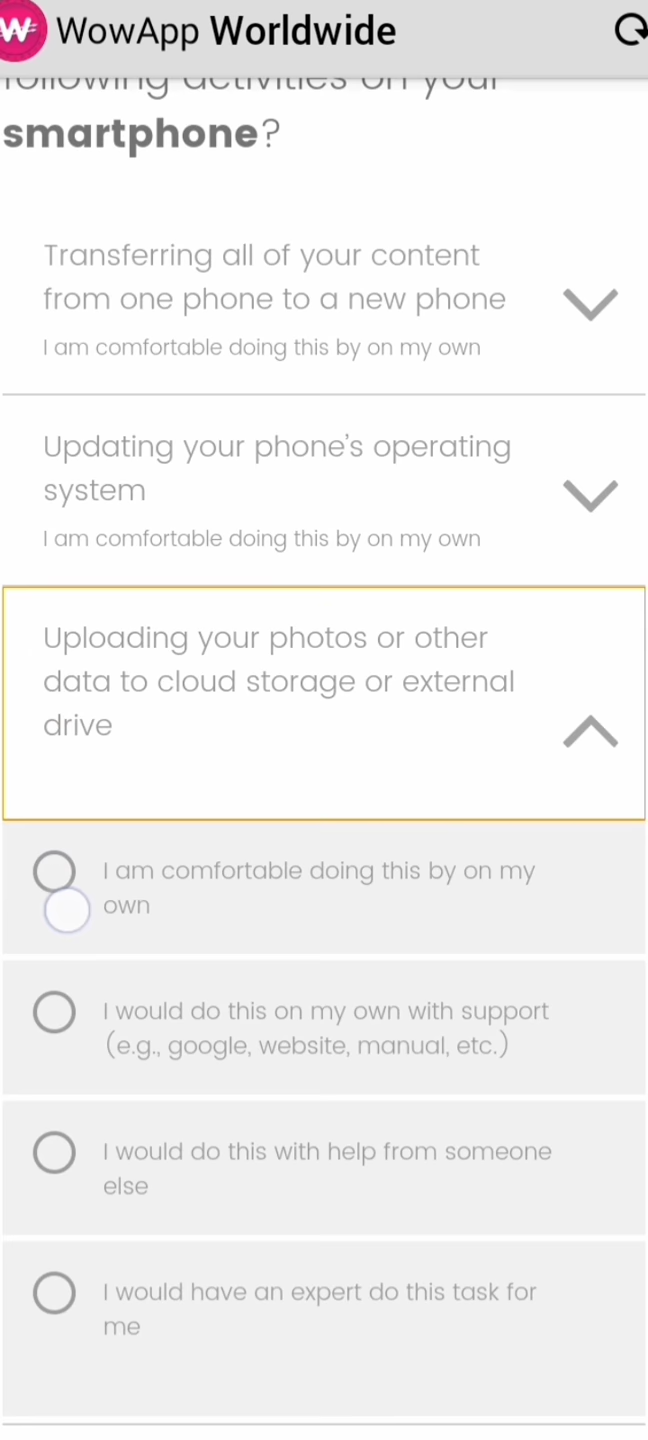 WowApp Worldwide
following activities on your
smartphone?
Transferring all of your content
from one phone to a new phone
I am comfortable doing this by on my own
Updating your phone's operating
system
I am comfortable doing this by on my own
Uploading your photos or other
data to cloud storage or external
drive
I am comfortable doing this by on my
own
I would do this on my own with support
(e.g., google, website, manual, etc.)
I would do this with help from someone
else
I would have an expert do this task for
me